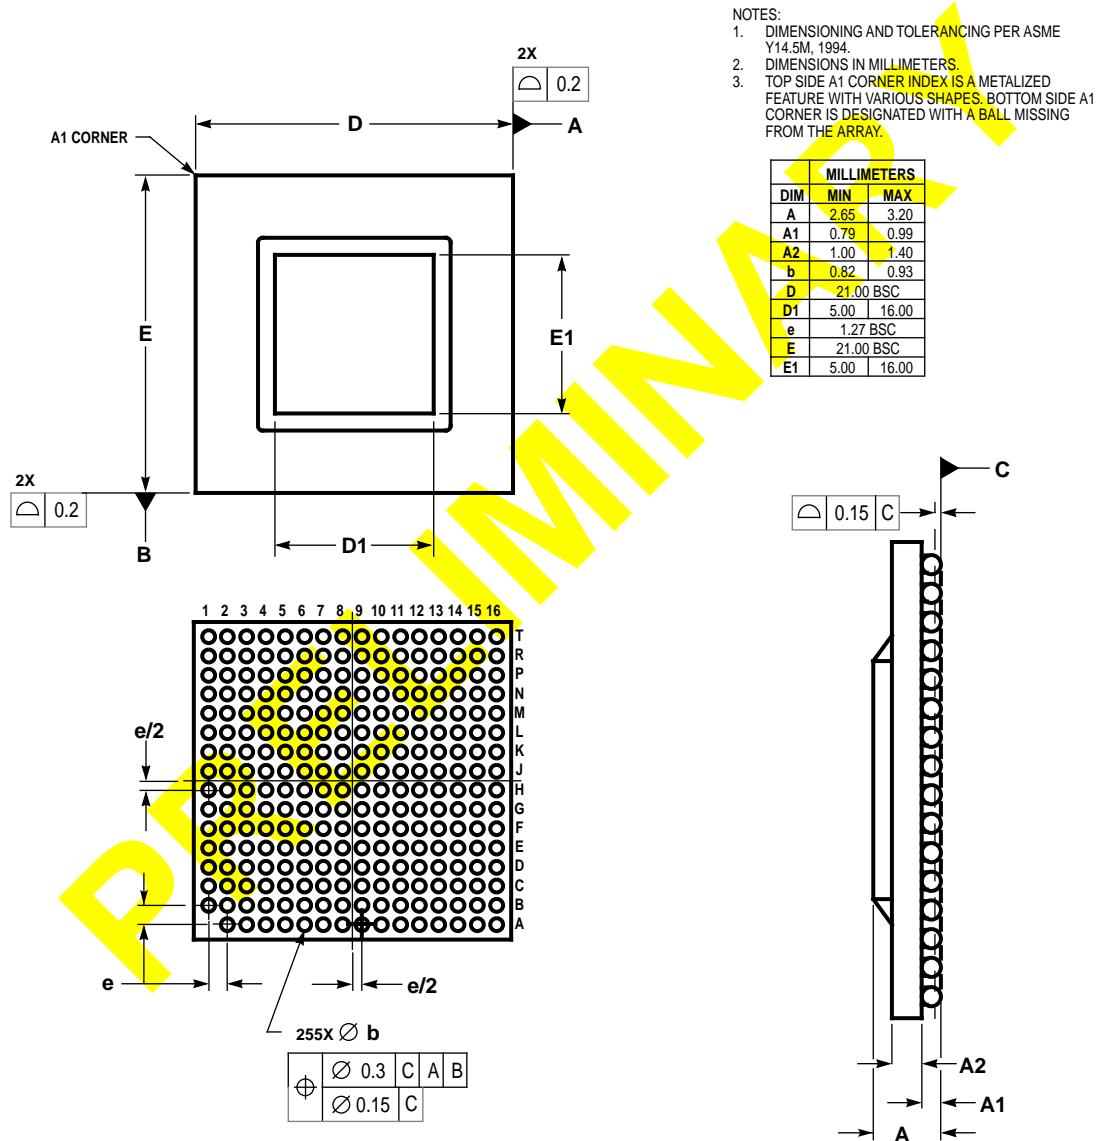 NOTES:
1. DIMENSIONING AND TOLERANCING PER ASME
Y14.5M, 1994.
2. DIMENSIONS IN MILLIMETERS.
3. TOP SIDE A1 CORNER INDEX IS A METALIZED
FEATURE WITH VARIOUS SHAPES. BOTTOM SIDE A1
CORNER IS DESIGNATED WITH A BALL MISSING
FROM THE ARRAY.
2X
0.2
D
A
A1 CORNER
MILLIMETERS
DIM MIN MAX
A 2.65 3.20
A1 0.79 0.99
A2 1.00 1.40
b 0.82 0.93
D 21.00 BSC
D1 5.00 16.00
e 1.27 BSC
E 21.00 BSC
E1 5.00 16.00
E
E1
2X
0.2
B
D1
C
0.15 C
1 2 3 4 5 6 7 8 9 10 11 12 13 14 15 16
T
R
P
N
M
L
K
J
H
G
F
E
D
C
B
A
e/2
e
e/2
255X ∅ b
⌖ ∅ 0.3 C A B
∅ 0.15 C
A2
A1
A
PRELIMINARY